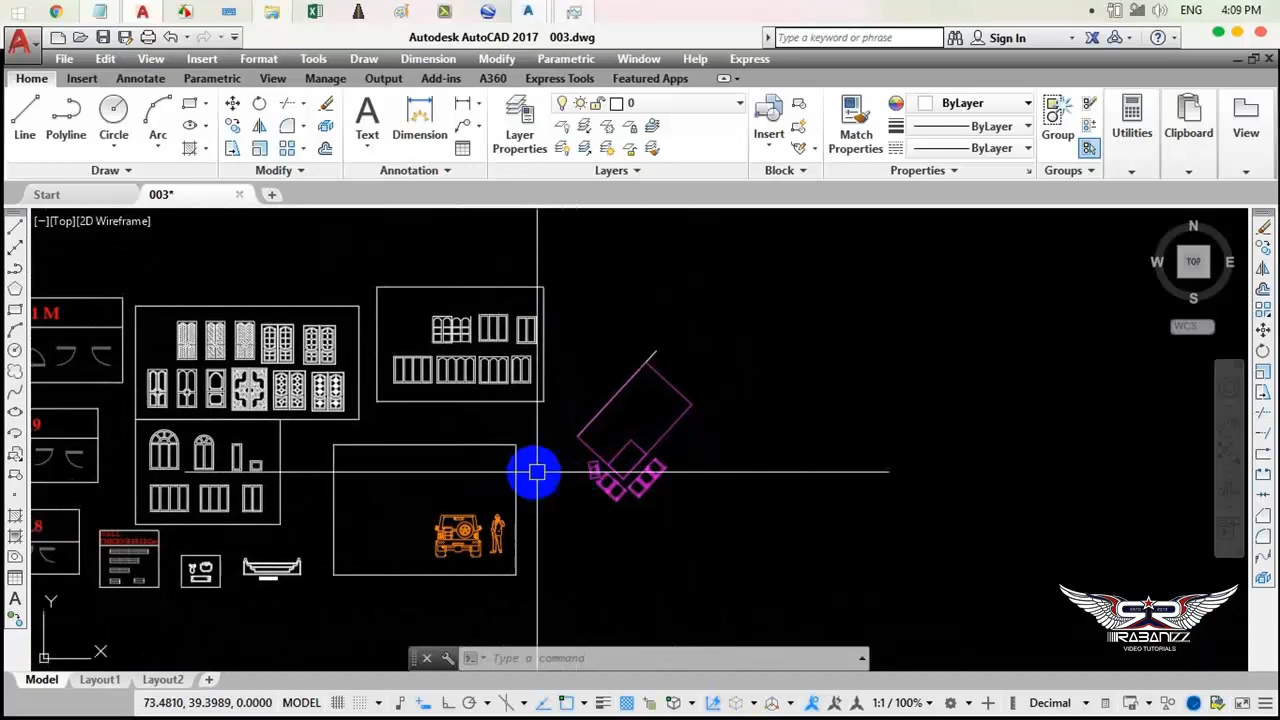 ENG 4:09 PM
Autodesk AutoCAD 2017 003.dwg
Type a keyword or phrase
Sign In
File Edit View Insert Format Tools Draw Dimension Modify Parametric Window Help Express
Home Insert Annotate Parametric View Manage Output Add-ins A360 Express Tools Featured Apps
0
ByLayer
Line Polyline Circle Arc Text Dimension Layer Properties Insert Match Properties ByLayer ByLayer Group Utilities Clipboard View
Draw Modify Annotation Layers Block Properties Groups
Start 003*
[−][Top][2D Wireframe]
N
W TOP E
S
WCS
1 M
9
8
Y
X
Type a command
IRABANIZZ
VIDEO TUTORIALS
Model Layout1 Layout2
73.4810, 39.3989, 0.0000 MODEL 1:1 / 100% Decimal